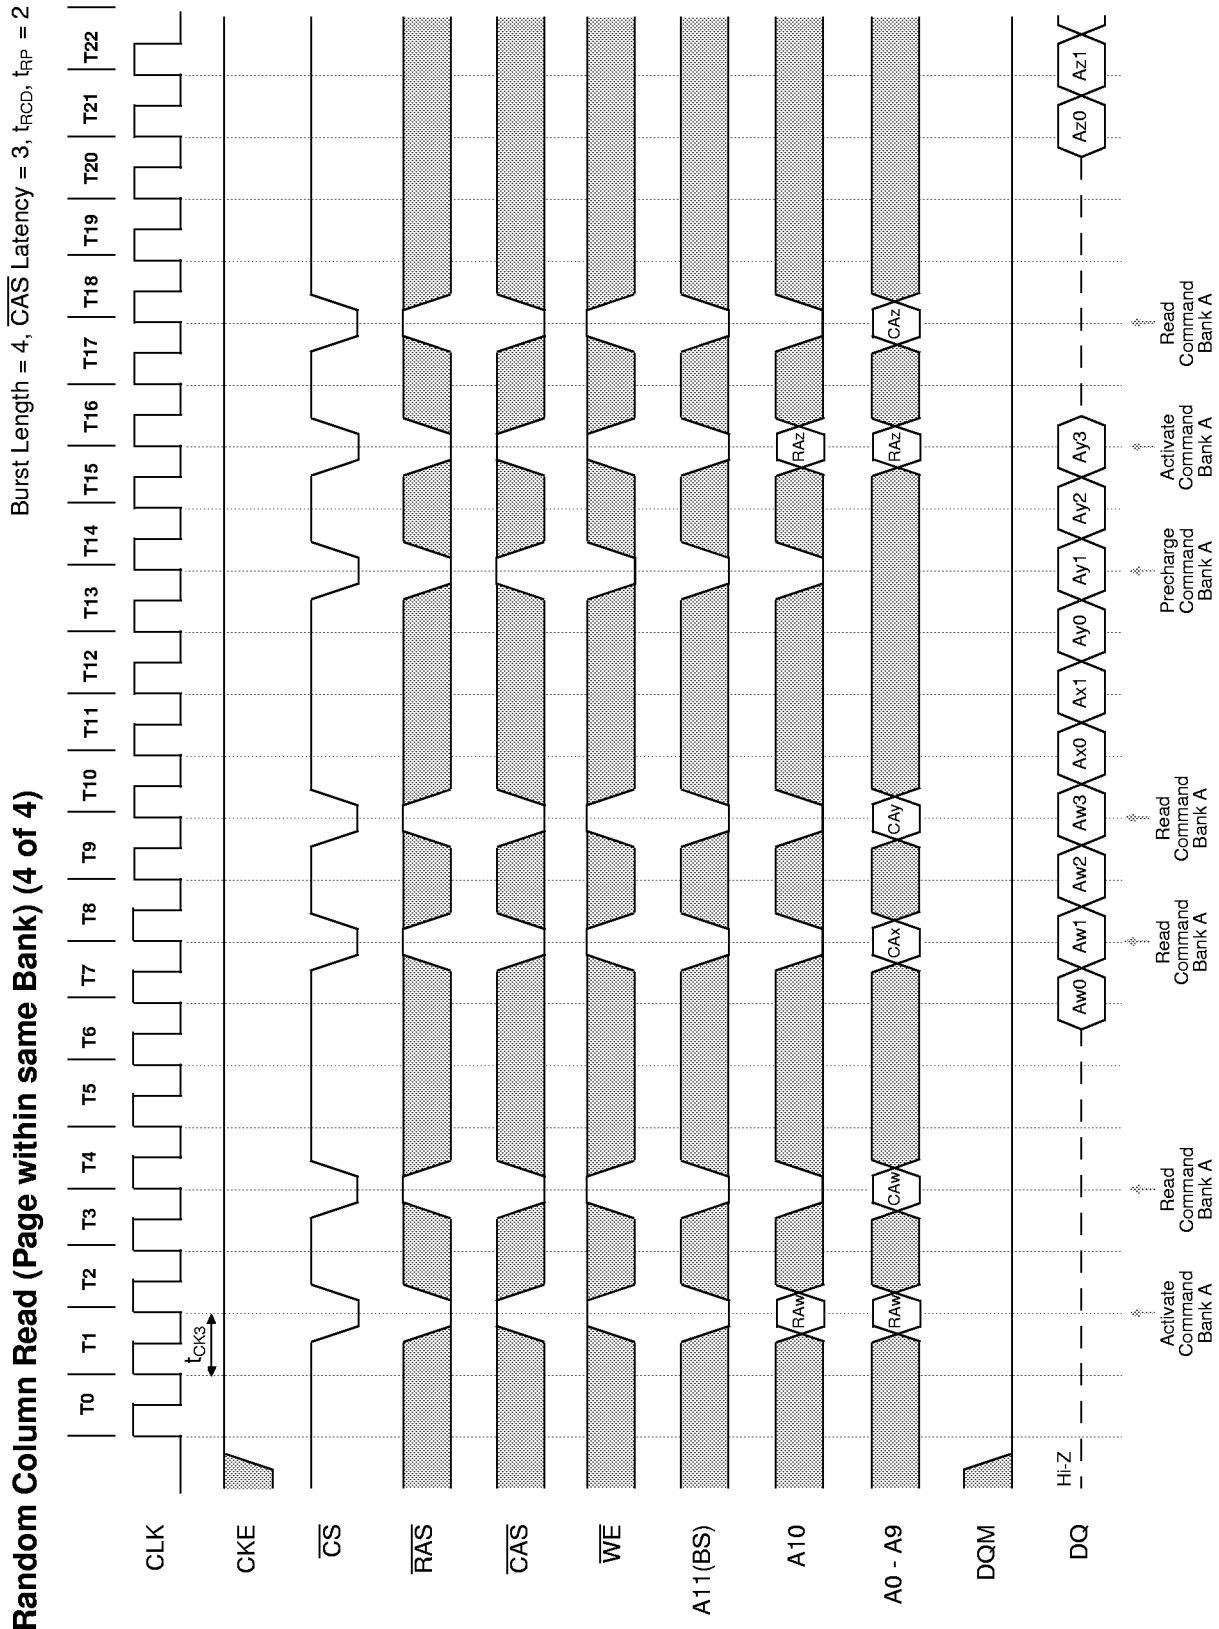 Random Column Read (Page within same Bank) (4 of 4)
Burst Length = 4, CAS Latency = 3, tRCD, tRP = 2
T0 T1 T2 T3 T4 T5 T6 T7 T8 T9 T10 T11 T12 T13 T14 T15 T16 T17 T18 T19 T20 T21 T22
CLK
tCK3
CKE
CS
RAS
CAS
WE
A11(BS)
A10
RAw RAz
A0 - A9
RAw CAw CAx CAy RAz CAz
DQM
Hi-Z
DQ
Aw0 Aw1 Aw2 Aw3 Ax0 Ax1 Ay0 Ay1 Ay2 Ay3 Az0 Az1
Activate
Command
Bank A
Read
Command
Bank A
Read
Command
Bank A
Read
Command
Bank A
Precharge
Command
Bank A
Activate
Command
Bank A
Read
Command
Bank A